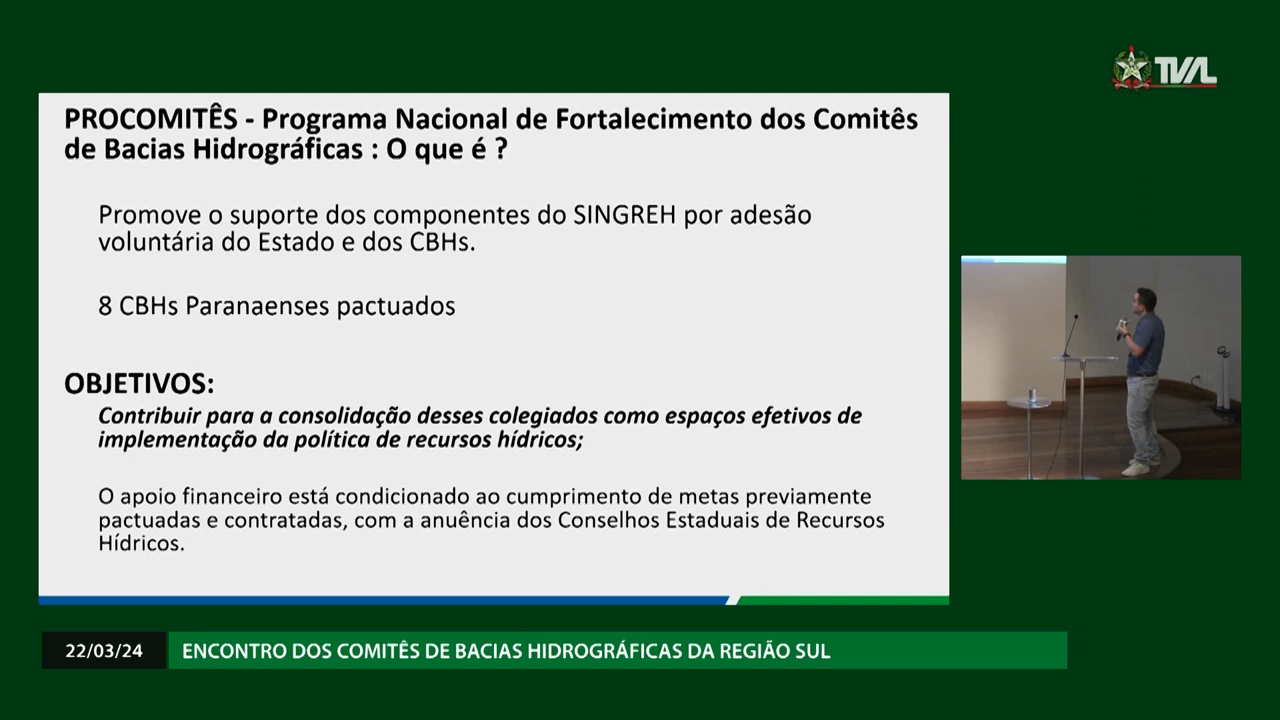 TVAL
PROCOMITÊS - Programa Nacional de Fortalecimento dos Comitês
de Bacias Hidrográficas : O que é ?
Promove o suporte dos componentes do SINGREH por adesão
voluntária do Estado e dos CBHs.
8 CBHs Paranaenses pactuados
OBJETIVOS:
Contribuir para a consolidação desses colegiados como espaços efetivos de
implementação da política de recursos hídricos;
O apoio financeiro está condicionado ao cumprimento de metas previamente
pactuadas e contratadas, com a anuência dos Conselhos Estaduais de Recursos
Hídricos.
22/03/24 ENCONTRO DOS COMITÊS DE BACIAS HIDROGRÁFICAS DA REGIÃO SUL